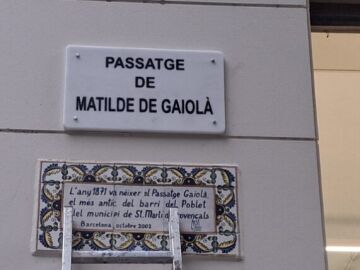 PASSATGE
DE
MATILDE DE GAIOLÀ
L'any 1871 va neixer el Passatge Gaiolà
el més antic del barri del Poblet
del municipi de St. Martí de Provençals
Barcelona, octubre 2002